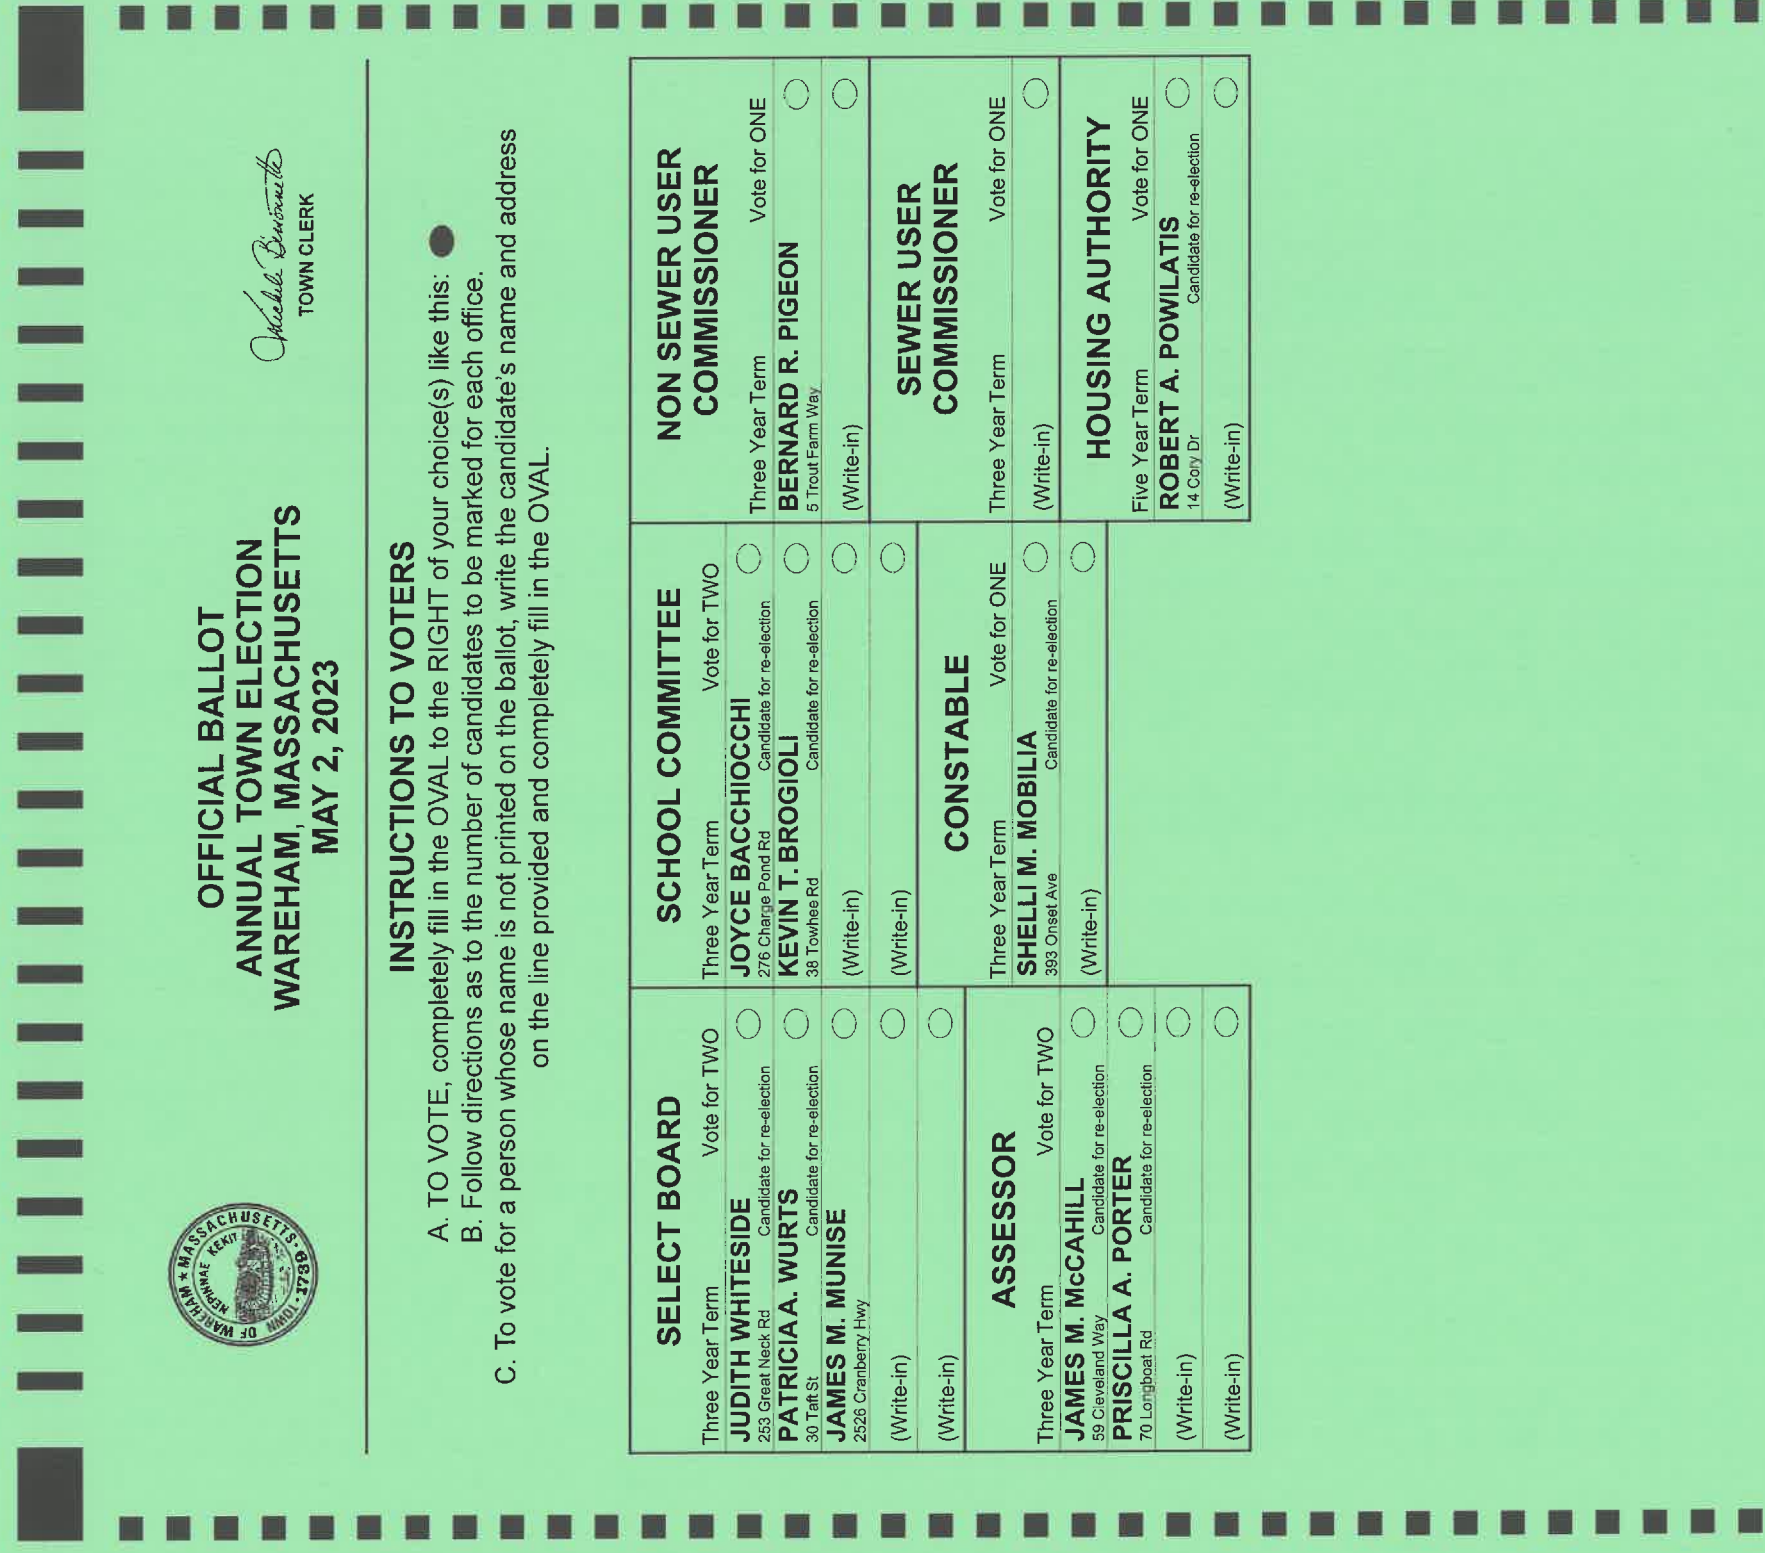 WAREHAM ★ MASSACHUSETTS
NEPINNAE KEKIT
TOWN OF WAREHAM · 1739
OFFICIAL BALLOT
ANNUAL TOWN ELECTION
WAREHAM, MASSACHUSETTS
MAY 2, 2023
Michele Bissonnette
TOWN CLERK
INSTRUCTIONS TO VOTERS
A. TO VOTE, completely fill in the OVAL to the RIGHT of your choice(s) like this:
B. Follow directions as to the number of candidates to be marked for each office.
C. To vote for a person whose name is not printed on the ballot, write the candidate's name and address
on the line provided and completely fill in the OVAL.
SELECT BOARD
Three Year Term Vote for TWO
JUDITH WHITESIDE
253 Great Neck Rd Candidate for re-election
PATRICIA A. WURTS
30 Taft St Candidate for re-election
JAMES M. MUNISE
2526 Cranberry Hwy
(Write-in)
(Write-in)
ASSESSOR
Three Year Term Vote for TWO
JAMES M. McCAHILL
59 Cleveland Way Candidate for re-election
PRISCILLA A. PORTER
70 Longboat Rd Candidate for re-election
(Write-in)
(Write-in)
SCHOOL COMMITTEE
Three Year Term Vote for TWO
JOYCE BACCHIOCCHI
276 Charge Pond Rd Candidate for re-election
KEVIN T. BROGIOLI
38 Towhee Rd Candidate for re-election
(Write-in)
(Write-in)
CONSTABLE
Three Year Term Vote for ONE
SHELLI M. MOBILIA
393 Onset Ave Candidate for re-election
(Write-in)
NON SEWER USER
COMMISSIONER
Three Year Term Vote for ONE
BERNARD R. PIGEON
5 Trout Farm Way
(Write-in)
SEWER USER
COMMISSIONER
Three Year Term Vote for ONE
(Write-in)
HOUSING AUTHORITY
Five Year Term Vote for ONE
ROBERT A. POWILATIS
14 Cory Dr Candidate for re-election
(Write-in)